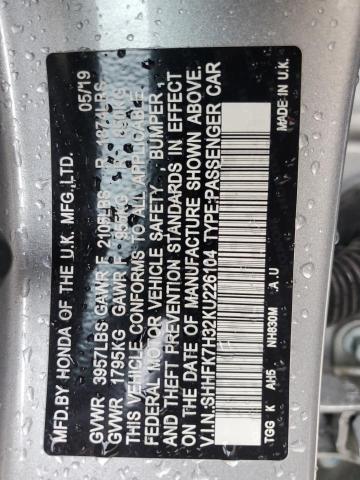 MFD.BY HONDA OF THE U.K. MFG.,LTD. 05/19
GVWR 3957LBS GAWR F 2105LBS R
GVWR 1795KG GAWR F 955KG R
THIS VEHICLE CONFORMS TO ALL APPLICABLE
FEDERAL MOTOR VEHICLE SAFETY , BUMPER ,
AND THEFT PREVENTION STANDARDS IN EFFECT
ON THE DATE OF MANUFACTURE SHOWN ABOVE.
V.I.N.:SHHFK7H32KU226104 TYPE:PASSENGER CAR
TGG K AH5 NH830M .A U MADE IN U.K.